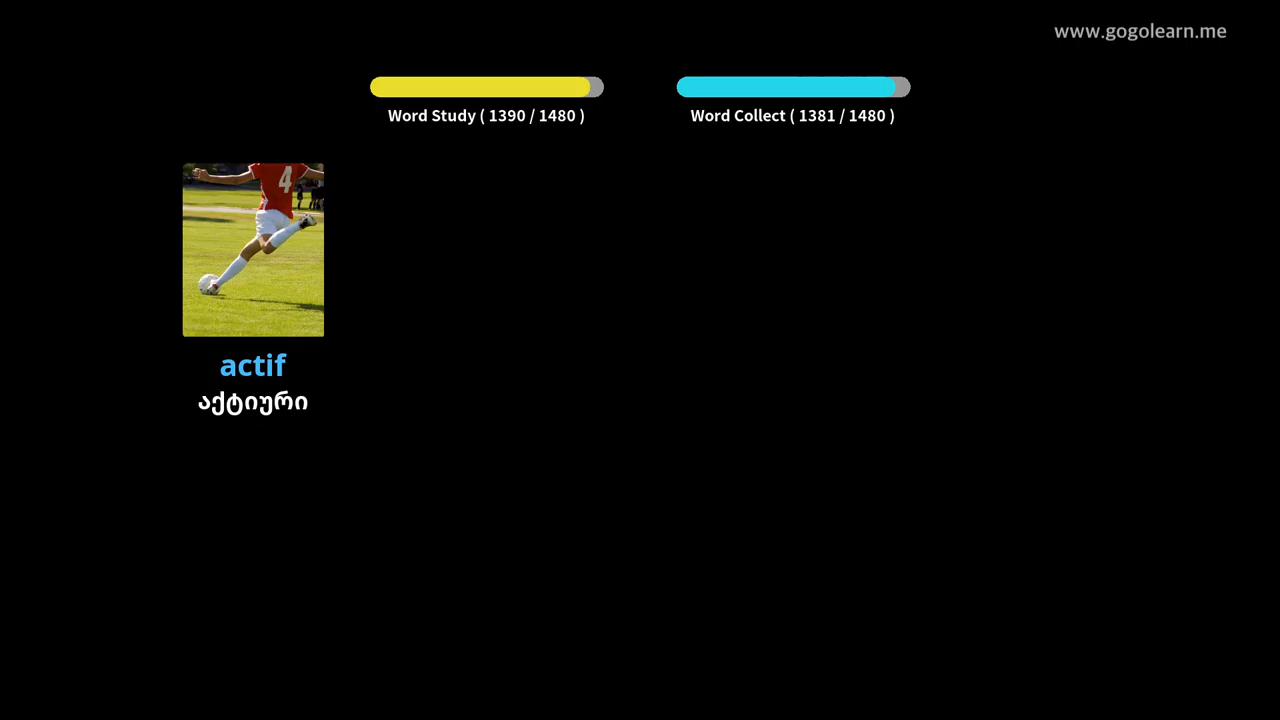 www.gogolearn.me
Word Study ( 1390 / 1480 )
Word Collect ( 1381 / 1480 )
4
actif
აქტიური